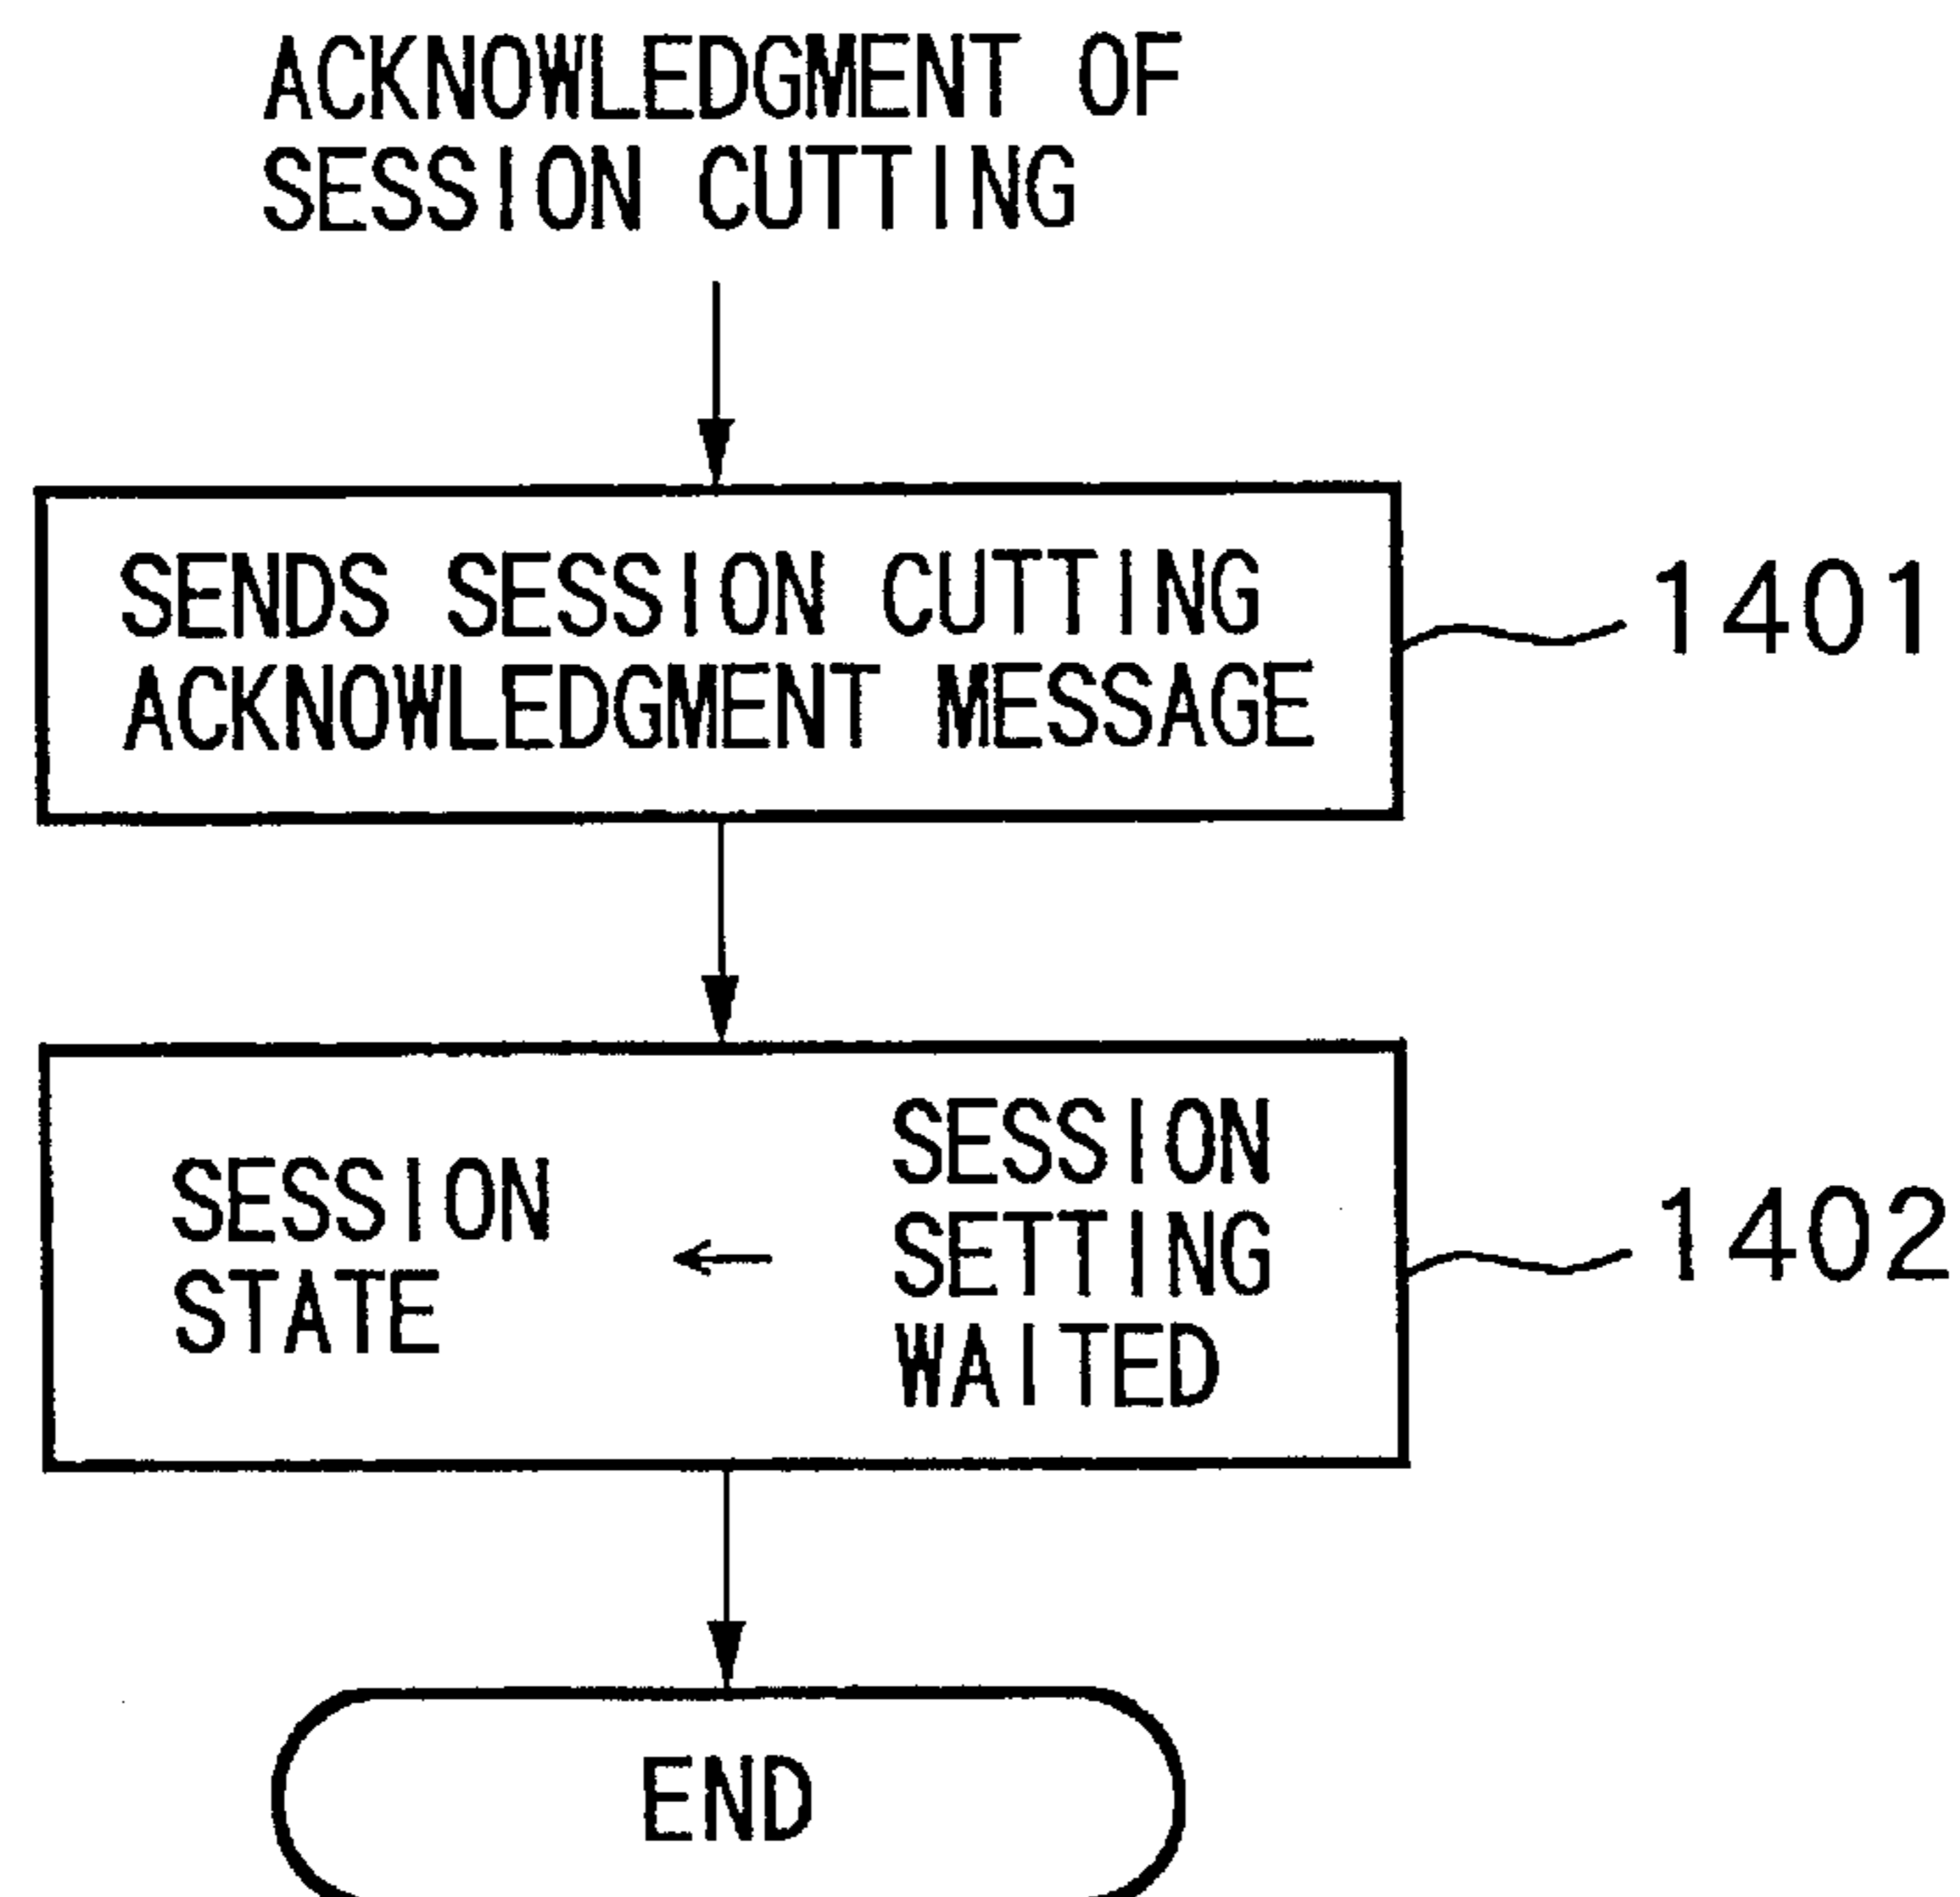 ACKNOWLEDGMENT OF
SESSION CUTTING
SENDS SESSION CUTTING
ACKNOWLEDGMENT MESSAGE
1401
SESSION
STATE
←
SESSION
SETTING
WAITED
1402
END